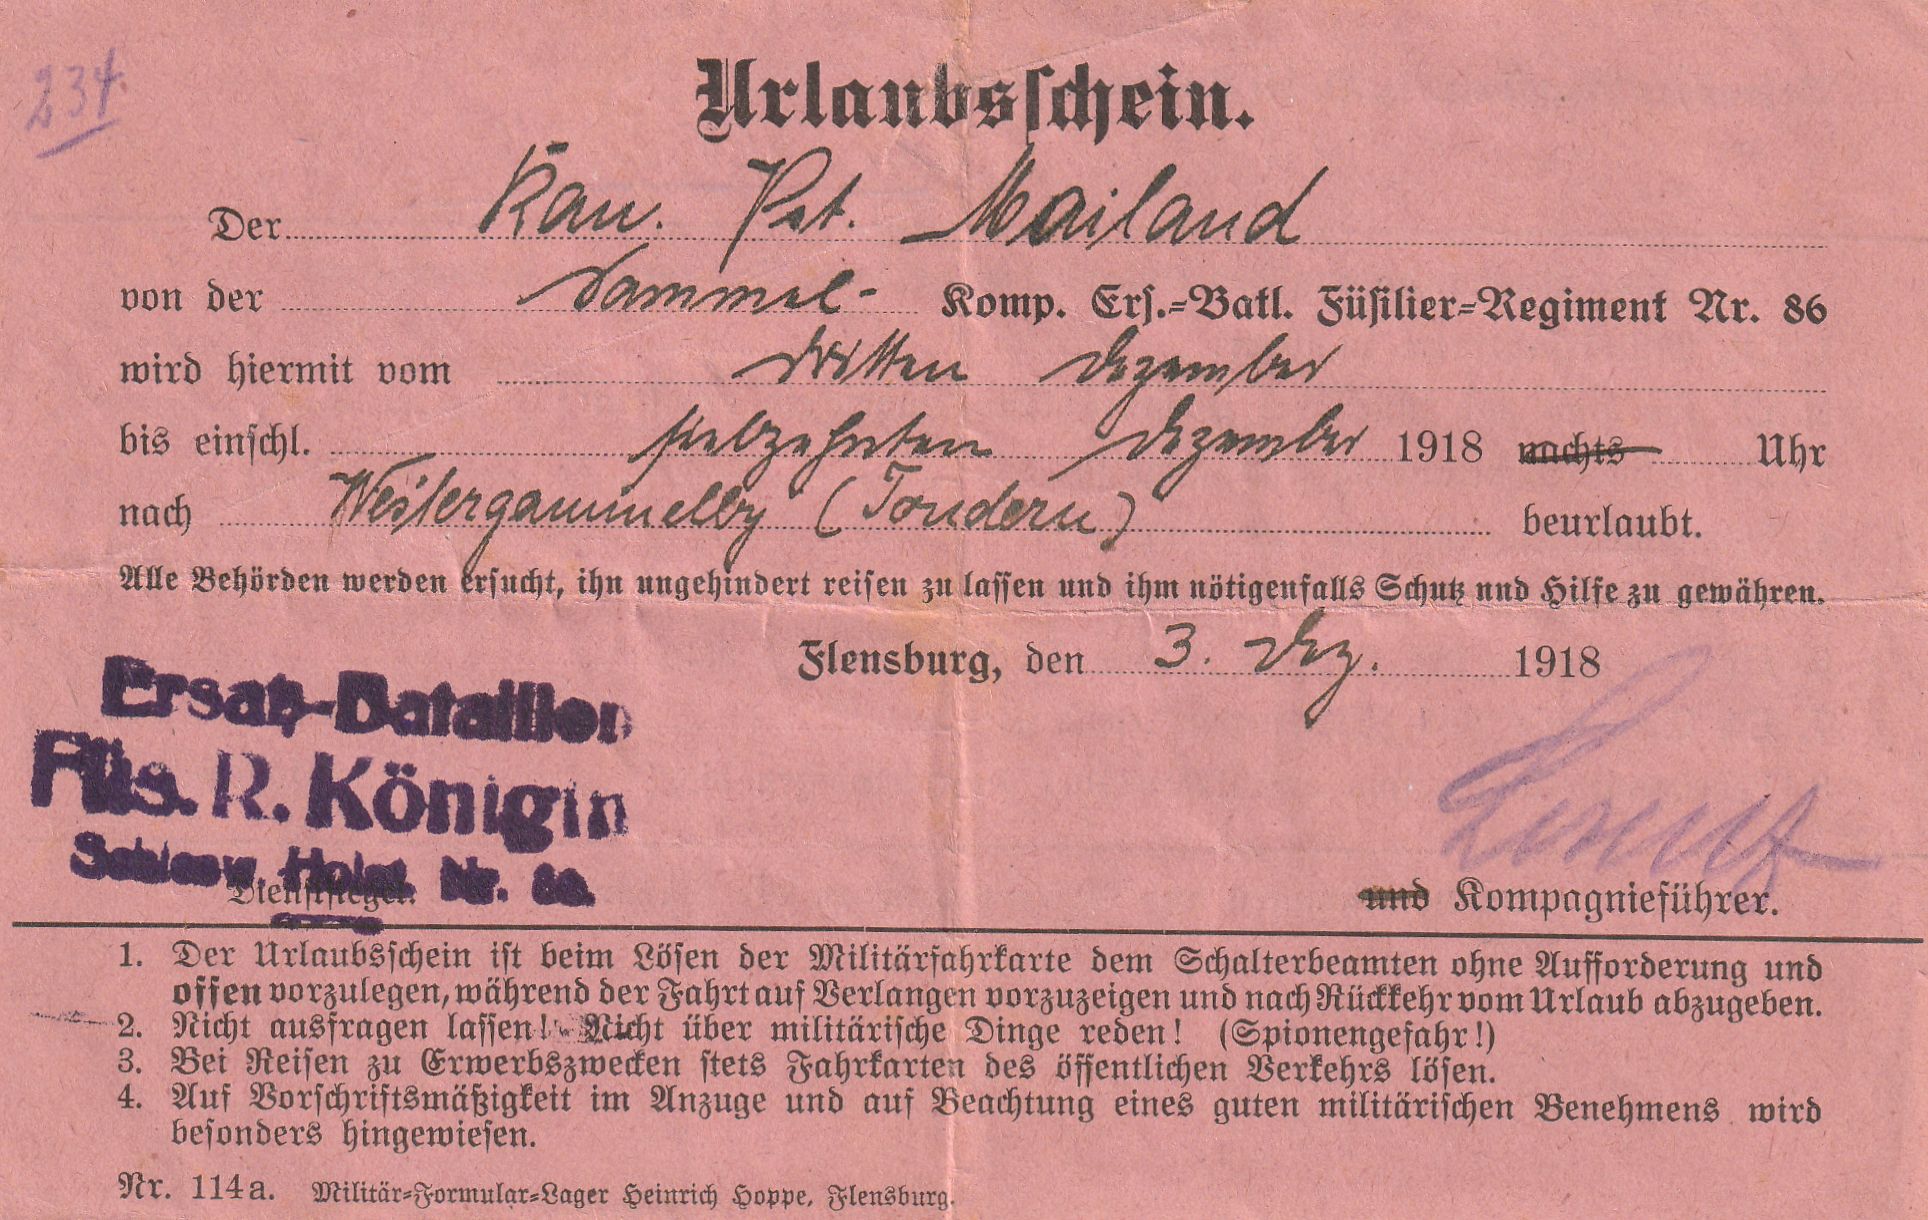 234
Urlaubsschein.
Der Kan. Pet. Mailand
von der Sammel- Komp. Ers.-Batl. Füsilier-Regiment Nr. 86
wird hiermit vom dritten Dezember
bis einschl. siebzehnten Dezember 1918 nachts Uhr
nach Westergammelby (Tondern) beurlaubt.
Alle Behörden werden ersucht, ihn ungehindert reisen zu lassen und ihm nötigenfalls Schutz und Hilfe zu gewähren.
Flensburg, den 3. Dez. 1918
Ersatz-Bataillon
Füs. R. Königin
Schlesw. Holst. Nr. 86.
Dienstsiegel.
und Kompagnieführer.
1. Der Urlaubsschein ist beim Lösen der Militärfahrkarte dem Schalterbeamten ohne Aufforderung und
offen vorzulegen, während der Fahrt auf Verlangen vorzuzeigen und nach Rückkehr vom Urlaub abzugeben.
2. Nicht ausfragen lassen! Nicht über militärische Dinge reden! (Spionengefahr!)
3. Bei Reisen zu Erwerbszwecken stets Fahrkarten des öffentlichen Verkehrs lösen.
4. Auf Vorschriftsmäßigkeit im Anzuge und auf Beachtung eines guten militärischen Benehmens wird
besonders hingewiesen.
Nr. 114a. Militär-Formular-Lager Heinrich Hoppe, Flensburg.